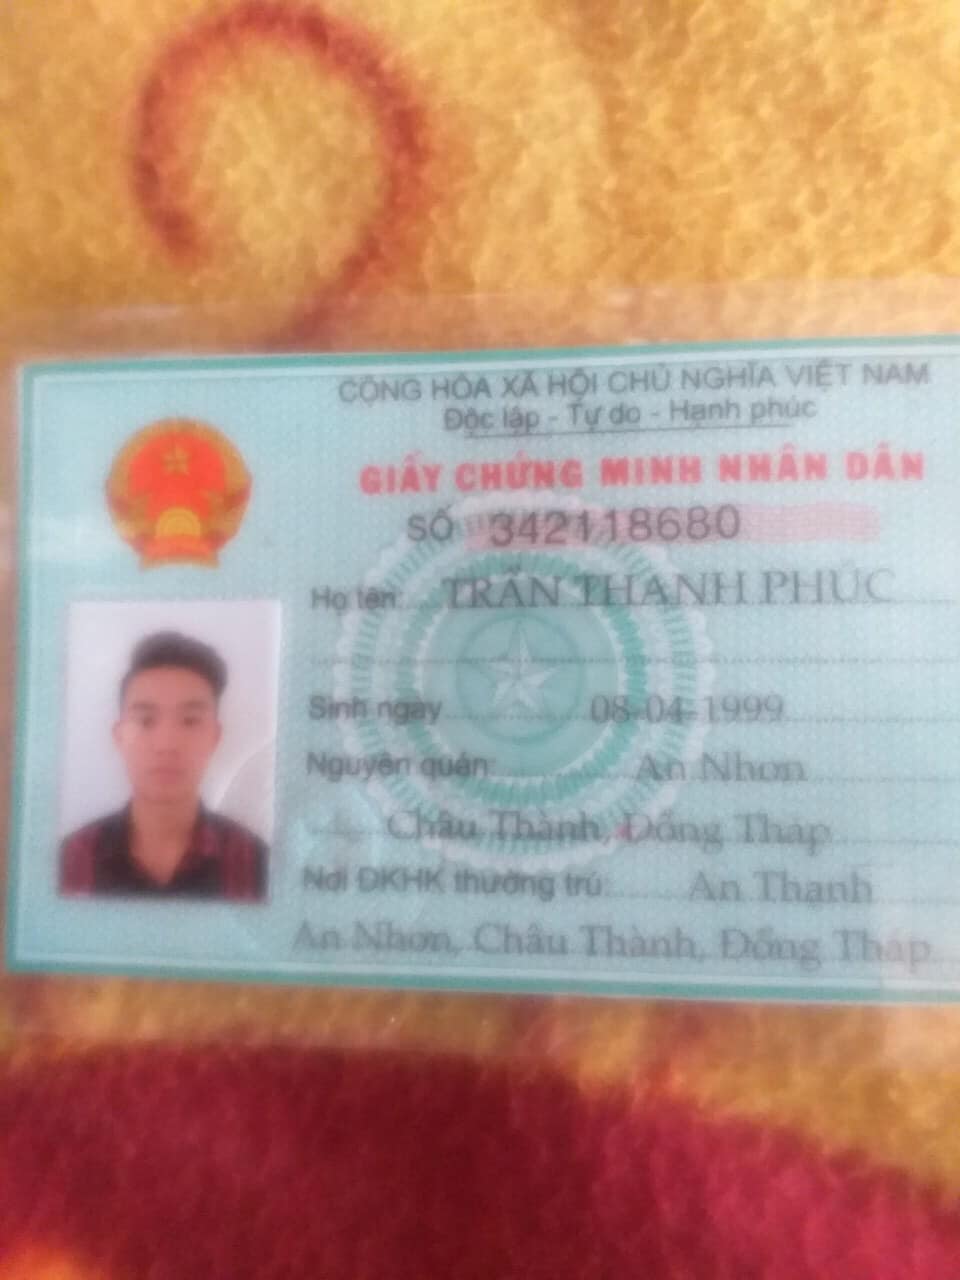 CỘNG HÒA XÃ HỘI CHỦ NGHĨA VIỆT NAM
Độc lập - Tự do - Hạnh phúc
GIẤY CHỨNG MINH NHÂN DÂN
SỐ 342118680
Họ tên: TRẦN THANH PHÚC
Sinh ngày 08-04-1999
Nguyên quán: An Nhơn
Châu Thành, Đồng Tháp
Nơi ĐKHK thường trú: An Thạnh
An Nhơn, Châu Thành, Đồng Tháp